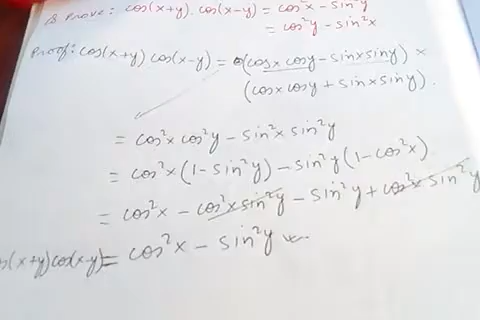 prove: cos(x+y).cos(x-y) = cos²x - sin²y
= cos²y - sin²x
proof: cos(x+y) cos(x-y) = (cosx cosy - sinx siny) ×
(cosx cosy + sinx siny).
= cos²x cos²y - sin²x sin²y
= cos²x (1-sin²y) - sin²y (1-cos²x)
= cos²x - cos²x sin²y - sin²y + cos²x sin²y
(x+y) cos(x-y) = cos²x - sin²y